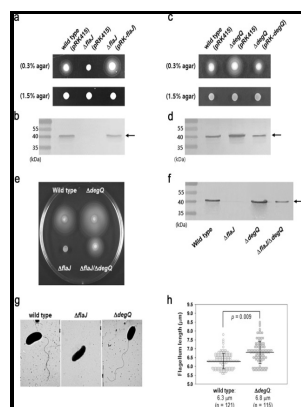 a
wild type
(pRK415)
ΔflaJ
(pRK415)
ΔflaJ
(pRK-flaJ)
(0.3% agar)
(1.5% agar)
b
55
40
35
(kDa)
c
wild type
(pRK415)
ΔdegQ
(pRK415)
ΔdegQ
(pRK-degQ)
(0.3% agar)
(1.5% agar)
d
55
40
35
(kDa)
e
Wild type
ΔdegQ
ΔflaJ
ΔflaJ/ΔdegQ
f
55
40
35
(kDa)
Wild type
ΔflaJ
ΔdegQ
ΔflaJ/ΔdegQ
g
wild type
ΔflaJ
ΔdegQ
h
p = 0.009
Flagellum length (μm)
wild type
ΔdegQ
6.3 μm
6.8 μm
(n = 121)
(n = 115)